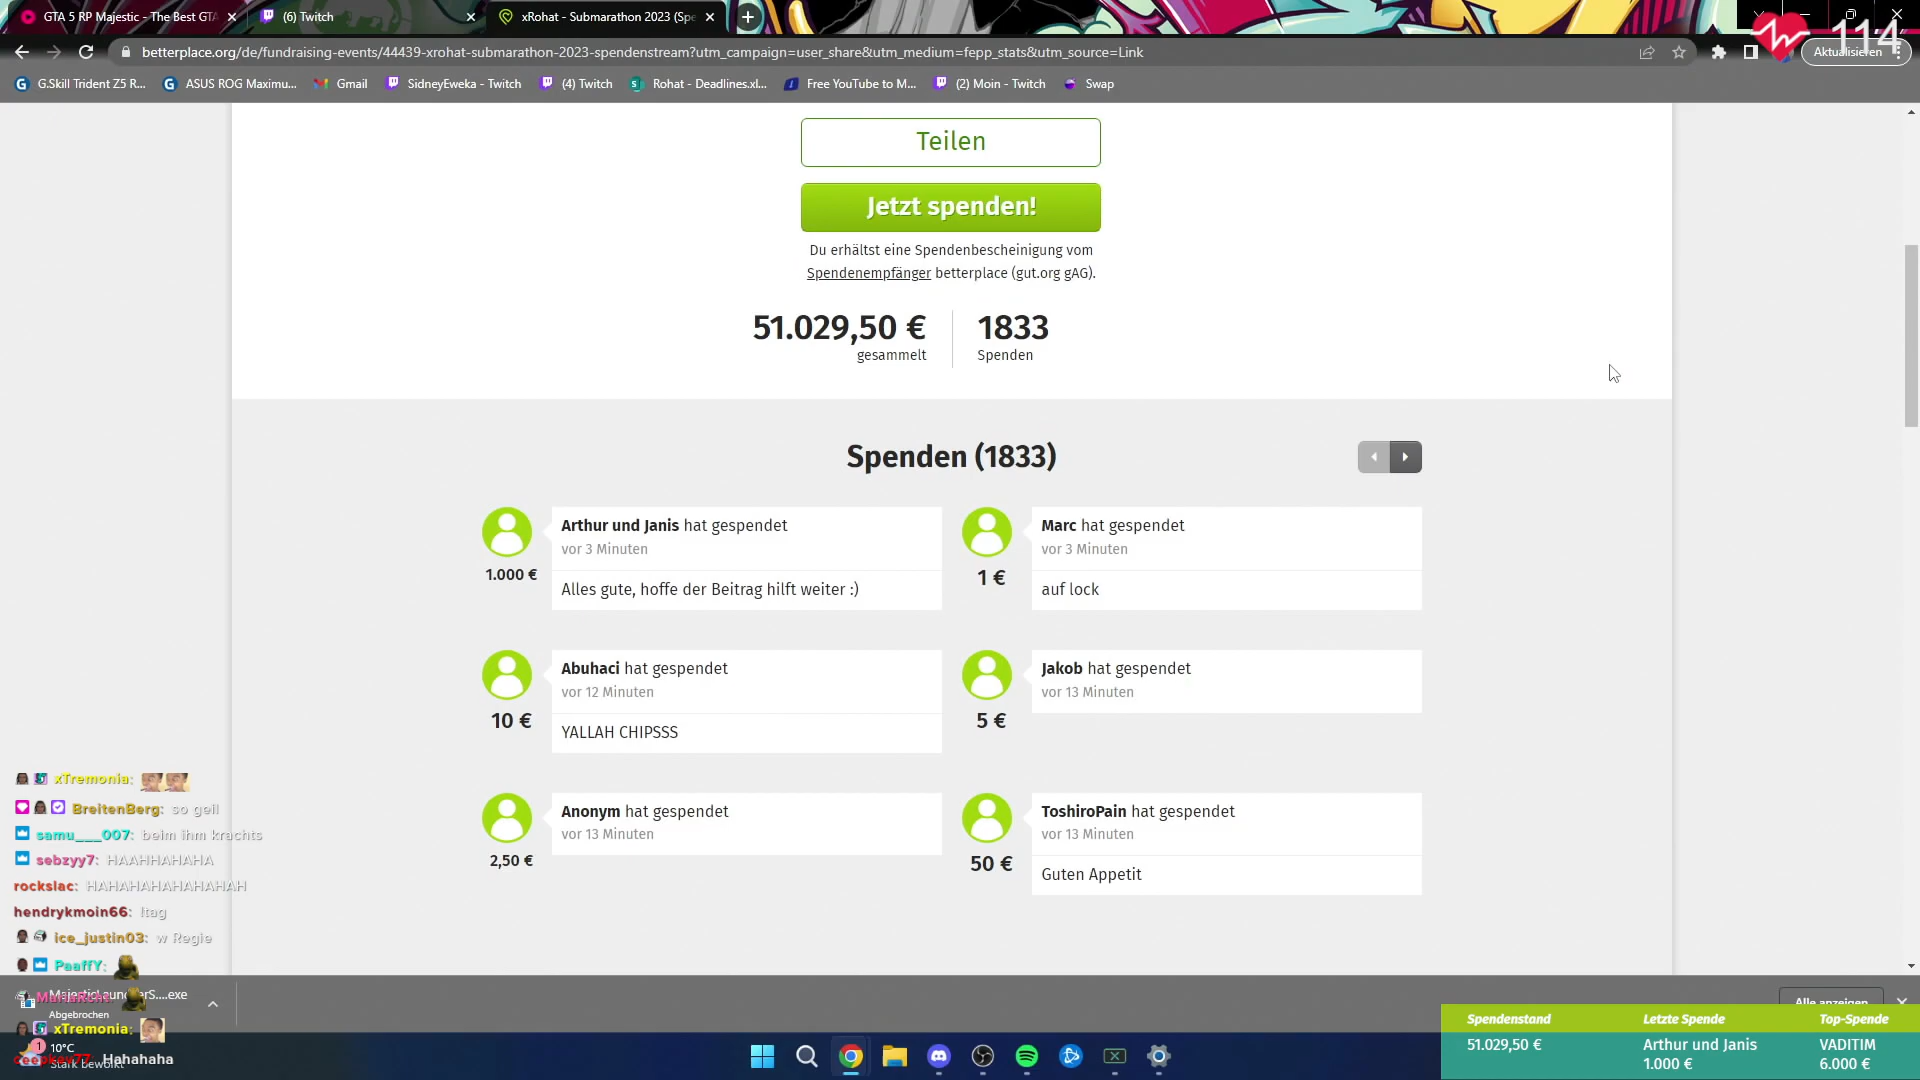 GTA 5 RP Majestic - The Best GTA
(6) Twitch
xRohat - Submarathon 2023 (Spe
betterplace.org/de/fundraising-events/44439-xrohat-submarathon-2023-spendenstream?utm_campaign=user_share&utm_medium=fepp_stats&utm_source=Link
114
Aktualisieren
G.Skill Trident Z5 R...
ASUS ROG Maximu...
Gmail
SidneyEweka - Twitch
(4) Twitch
Rohat - Deadlines.xl...
Free YouTube to M...
(2) Moin - Twitch
Swap
Teilen
Jetzt spenden!
Du erhältst eine Spendenbescheinigung vom
Spendenempfänger betterplace (gut.org gAG).
51.029,50 €
gesammelt
1833
Spenden
Spenden (1833)
Arthur und Janis hat gespendet
vor 3 Minuten
1.000 €
Alles gute, hoffe der Beitrag hilft weiter :)
Marc hat gespendet
vor 3 Minuten
1 €
auf lock
Abuhaci hat gespendet
vor 12 Minuten
10 €
YALLAH CHIPSSS
Jakob hat gespendet
vor 13 Minuten
5 €
Anonym hat gespendet
vor 13 Minuten
2,50 €
ToshiroPain hat gespendet
vor 13 Minuten
50 €
Guten Appetit
xTremonia:
BreitenBerg: so geil
samu___007: beim ihm krachts
sebzyy7: HAAHHAHAHA
rockslac: HAHAHAHAHAHAHAH
hendrykmoin66: !tag
ice_justin03: w Regie
PaaffY:
Abgebrochen
xTremonia:
1
10°C
Stark bewölkt
Hahahaha
Alle anzeigen
Spendenstand
51.029,50 €
Letzte Spende
Arthur und Janis
1.000 €
Top-Spende
VADITIM
6.000 €